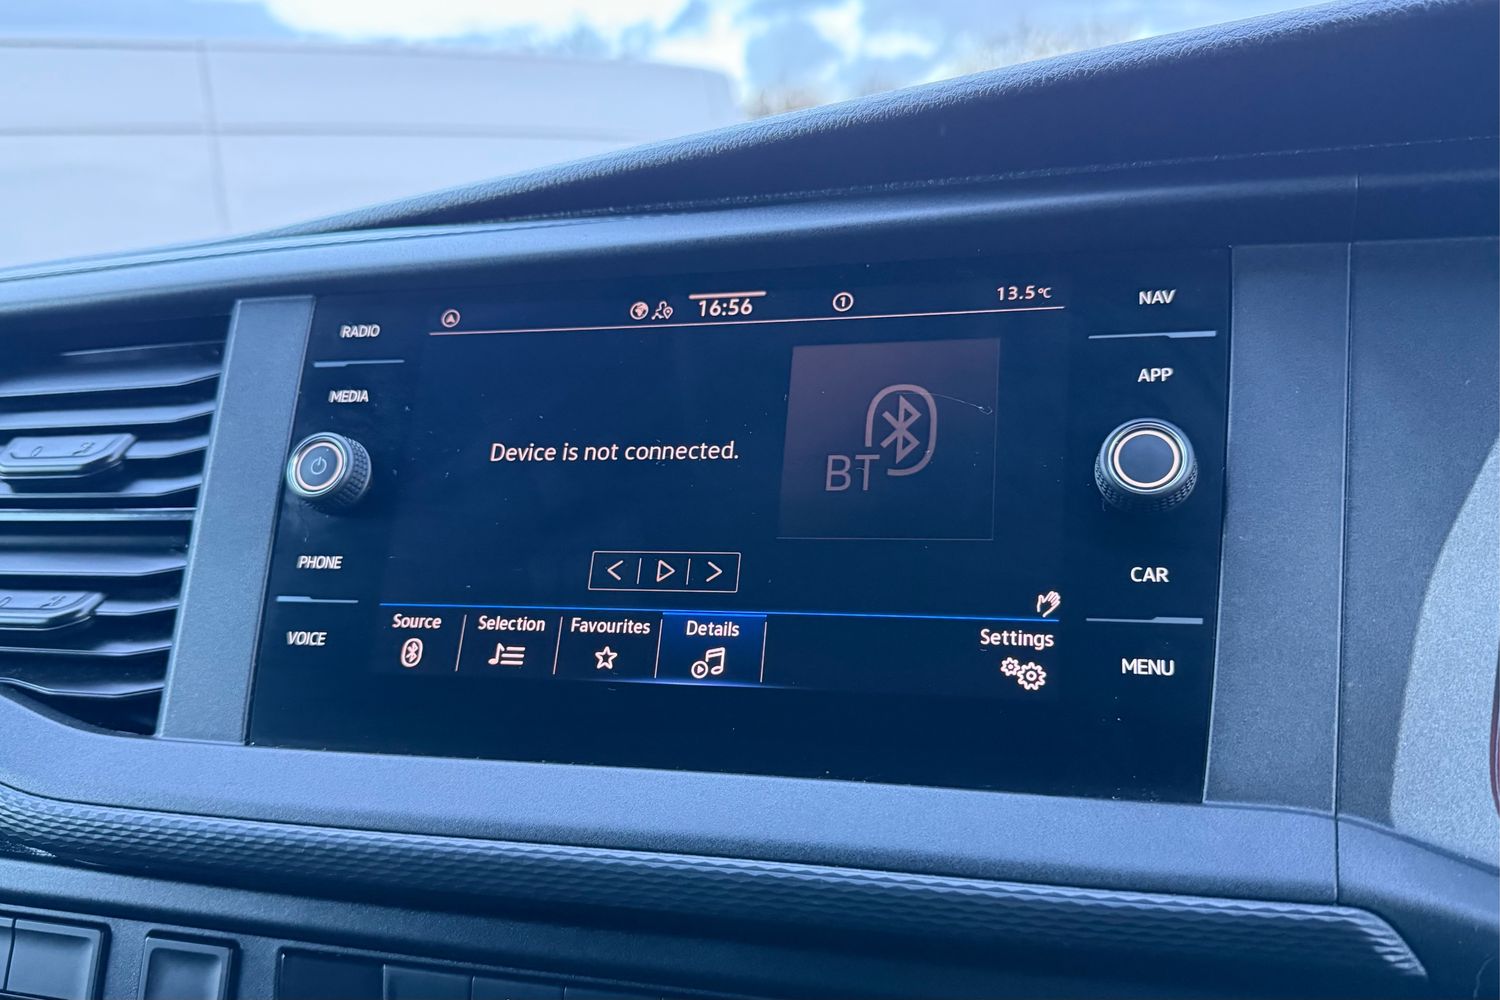 RADIO
MEDIA
PHONE
VOICE
16:56
1
13.5°C
Device is not connected.
BT
Source
Selection
Favourites
Details
Settings
NAV
APP
CAR
MENU